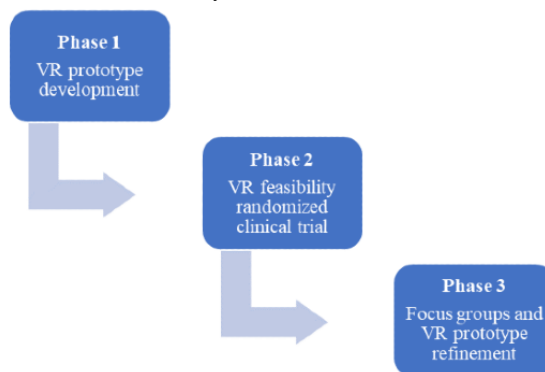 Phase 1
VR prototype
development
Phase 2
VR feasibility
randomized
clinical trial
Phase 3
Focus groups and
VR prototype
refinement